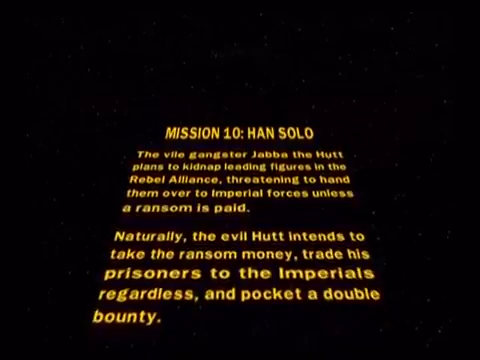 MISSION 10: HAN SOLO
The vile gangster Jabba the Hutt
plans to kidnap leading figures in the
Rebel Alliance, threatening to hand
them over to Imperial forces unless
a ransom is paid.
Naturally, the evil Hutt intends to
take the ransom money, trade his
prisoners to the Imperials
regardless, and pocket a double
bounty.